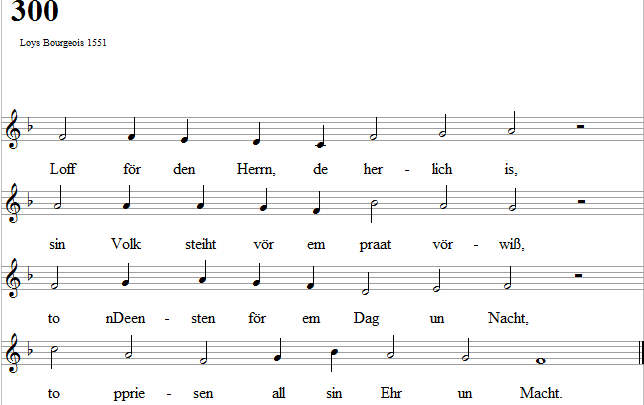 300
Loys Bourgeois 1551
Loff för den Herrn, de her - lich is,
sin Volk steiht vör em praat vör - wiß,
to nDeen - sten för em Dag un Nacht,
to pprie - sen all sin Ehr un Macht.